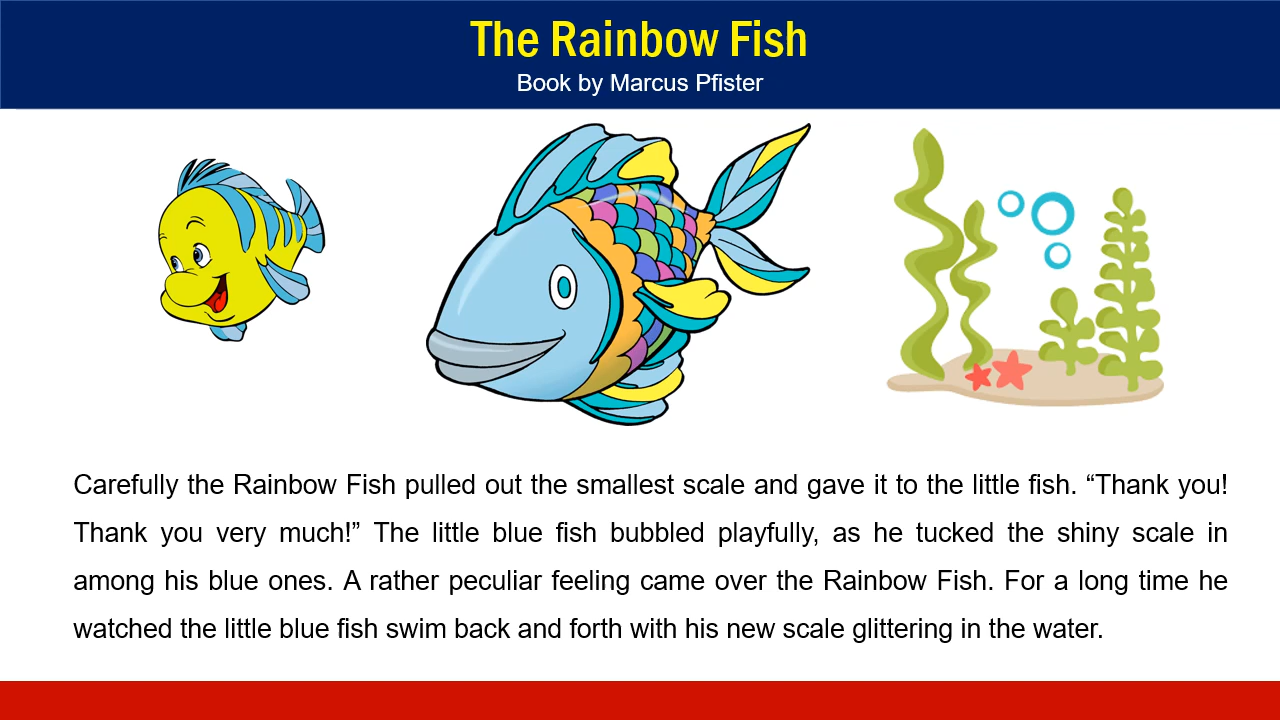 The Rainbow Fish
Book by Marcus Pfister
Carefully the Rainbow Fish pulled out the smallest scale and gave it to the little fish. “Thank you!
Thank you very much!” The little blue fish bubbled playfully, as he tucked the shiny scale in
among his blue ones. A rather peculiar feeling came over the Rainbow Fish. For a long time he
watched the little blue fish swim back and forth with his new scale glittering in the water.